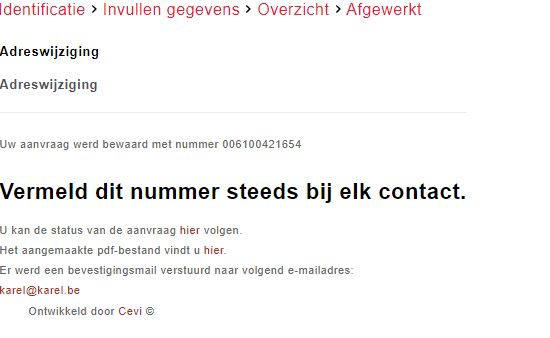 Identificatie > Invullen gegevens > Overzicht > Afgewerkt
Adreswijziging
Adreswijziging
Uw aanvraag werd bewaard met nummer 006100421654
Vermeld dit nummer steeds bij elk contact.
U kan de status van de aanvraag hier volgen.
Het aangemaakte pdf-bestand vindt u hier.
Er werd een bevestigingsmail verstuurd naar volgend e-mailadres:
karel@karel.be
Ontwikkeld door Cevi ©